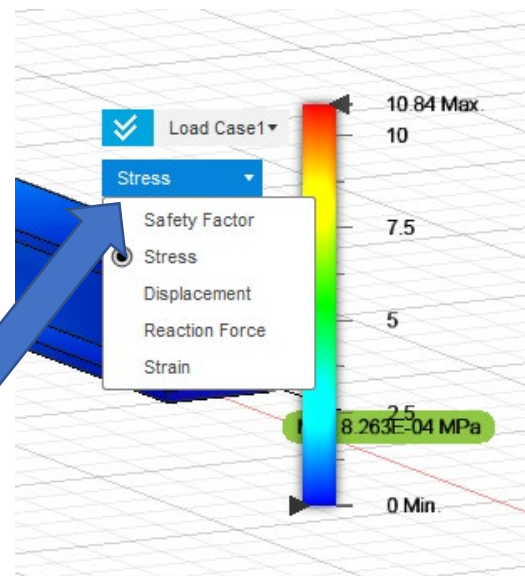 Load Case1
Stress
Safety Factor
Stress
Displacement
Reaction Force
Strain
10.84 Max.
10
7.5
5
2.5
8.263E-04 MPa
0 Min.